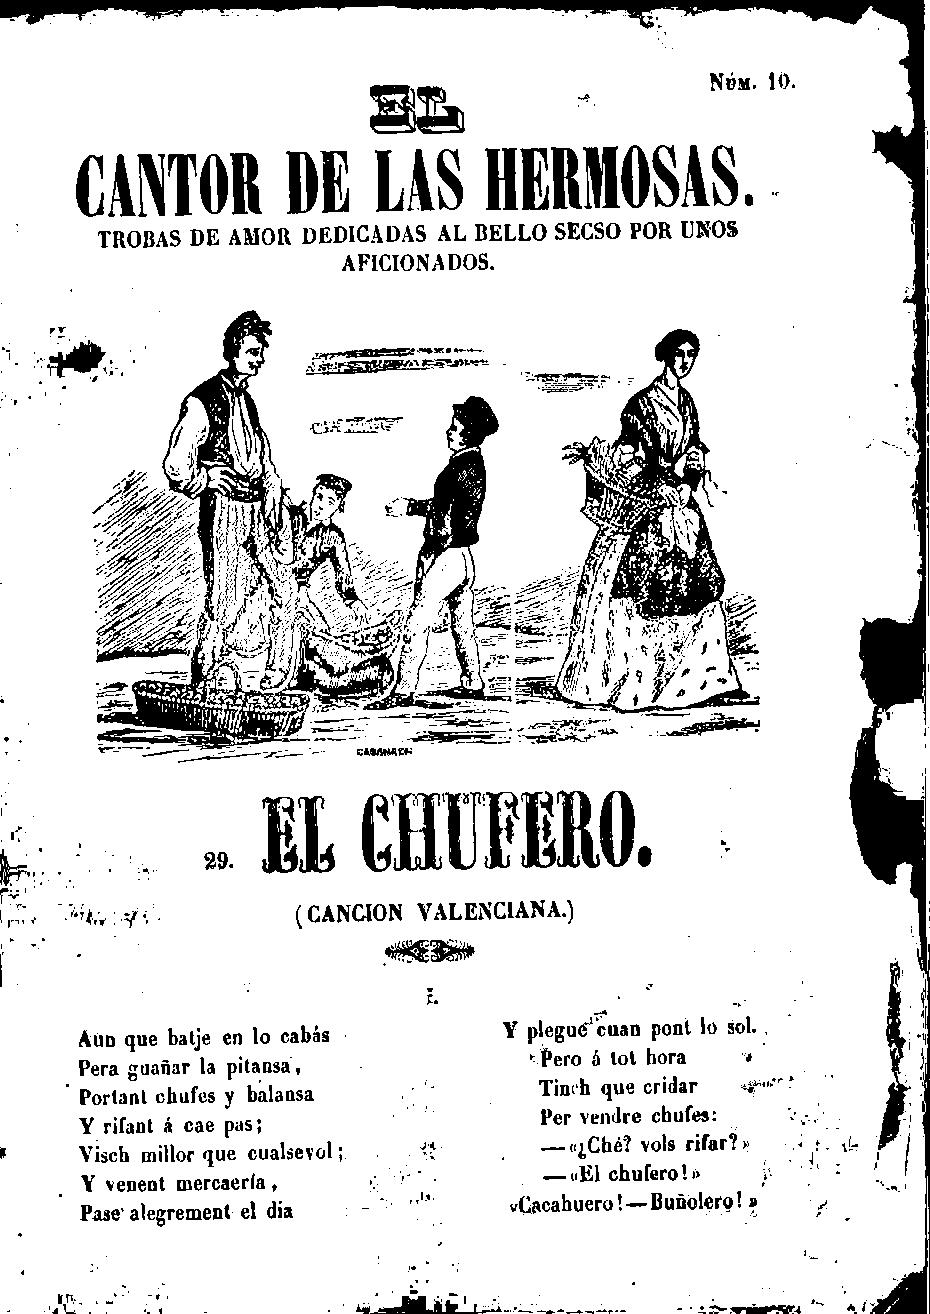 Núm. 10.
EL
CANTOR DE LAS HERMOSAS.
TROBAS DE AMOR DEDICADAS AL BELLO SECSO POR UNOS
AFICIONADOS.
29. EL CHUFERO.
(CANCION VALENCIANA.)
I.
Aun que batje en lo cabás
Pera guañar la pitansa,
Portant chufes y balansa
Y rifant á cae pas;
Visch millor que cualsevol;
Y venent mercaería,
Pase alegrement el dia
Y plegue cuan pont lo sol.
Pero á tot hora
Tinch que cridar
Per vendre chufes:
—«¿Ché? vols rifar?»
—«El chufero!»
«Cacahuero!—Buñolero!»